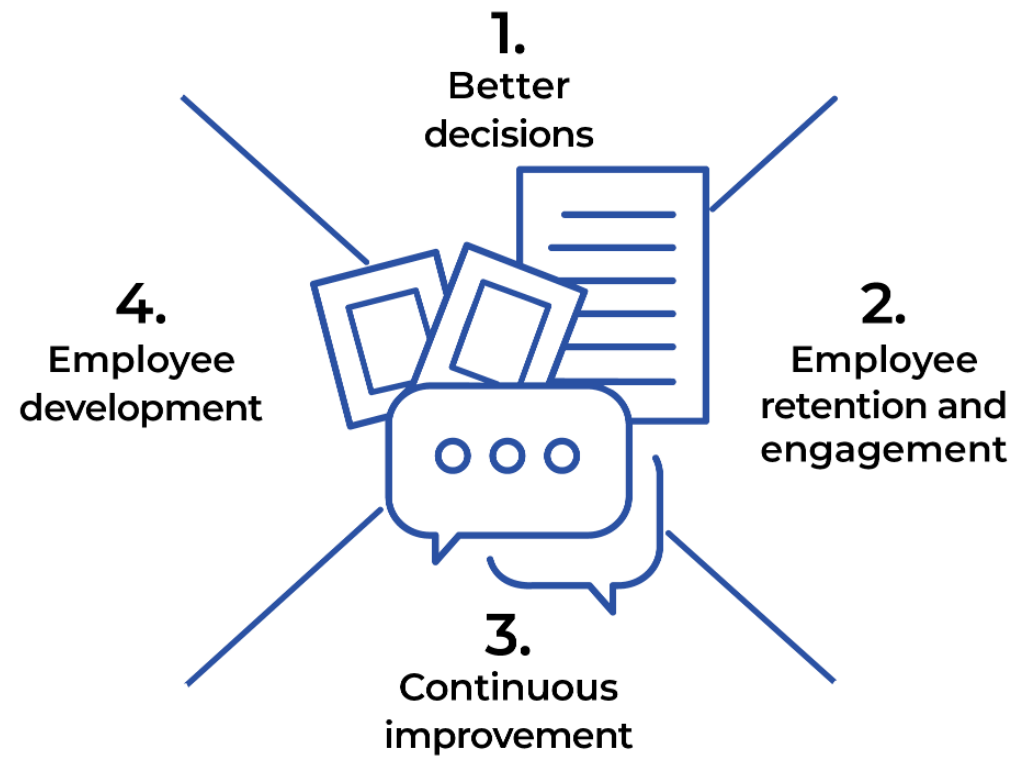 1.
Better
decisions
2.
Employee
retention and
engagement
3.
Continuous
improvement
4.
Employee
development